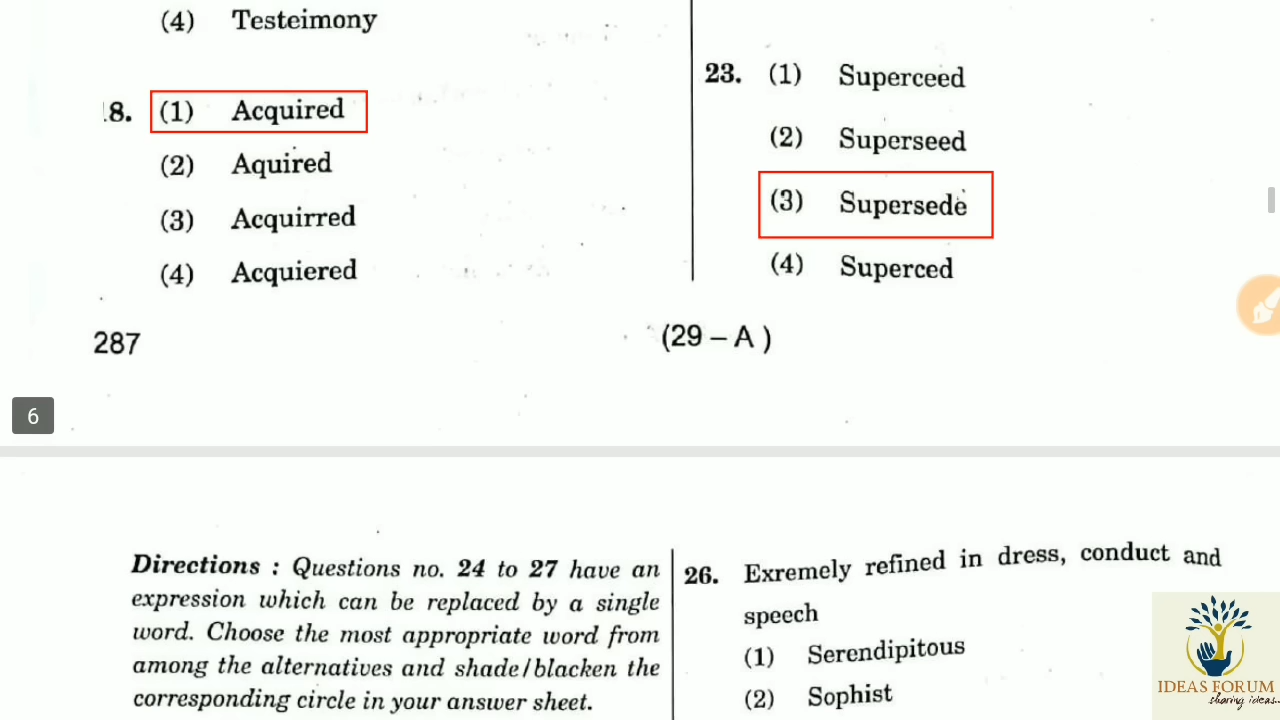 (4) Testeimony
18. (1) Acquired
(2) Aquired
(3) Acquirred
(4) Acquiered
23. (1) Superceed
(2) Superseed
(3) Supersede
(4) Superced
287
(29 – A )
6
Directions : Questions no. 24 to 27 have an
expression which can be replaced by a single
word. Choose the most appropriate word from
among the alternatives and shade/blacken the
corresponding circle in your answer sheet.
26. Exremely refined in dress, conduct and
speech
(1) Serendipitous
(2) Sophist
IDEAS FORUM
sharing ideas...